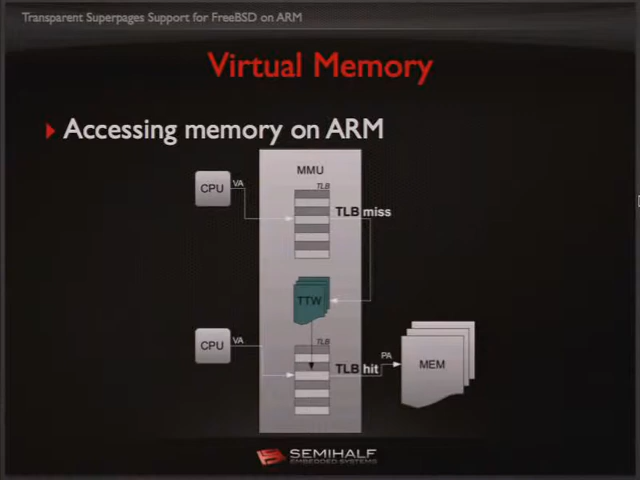 Transparent Superpages Support for FreeBSD on ARM
Virtual Memory
Accessing memory on ARM
MMU
CPU
VA
TLB
TLB miss
TTW
CPU
VA
TLB
TLB hit
PA
MEM
SEMIHALF
EMBEDDED SYSTEMS